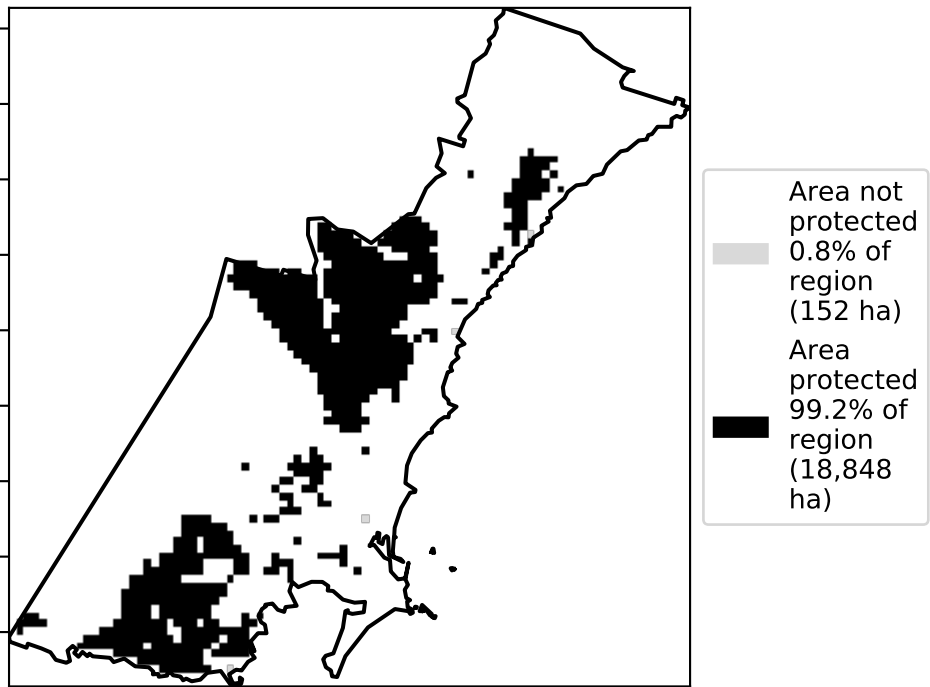 Area not
protected
0.8% of
region
(152 ha)
Area
protected
99.2% of
region
(18,848
ha)